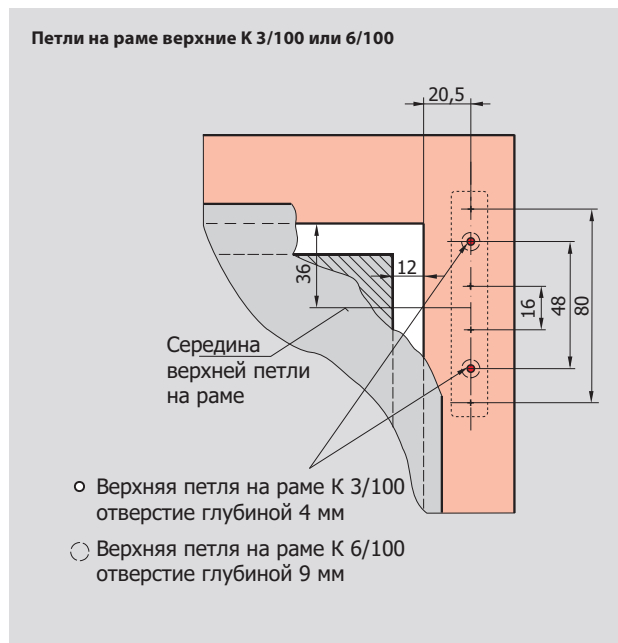 Петли на раме верхние К 3/100 или 6/100
20,5
36
12
16
48
80
Середина
верхней петли
на раме
Верхняя петля на раме К 3/100
отверстие глубиной 4 мм
Верхняя петля на раме К 6/100
отверстие глубиной 9 мм